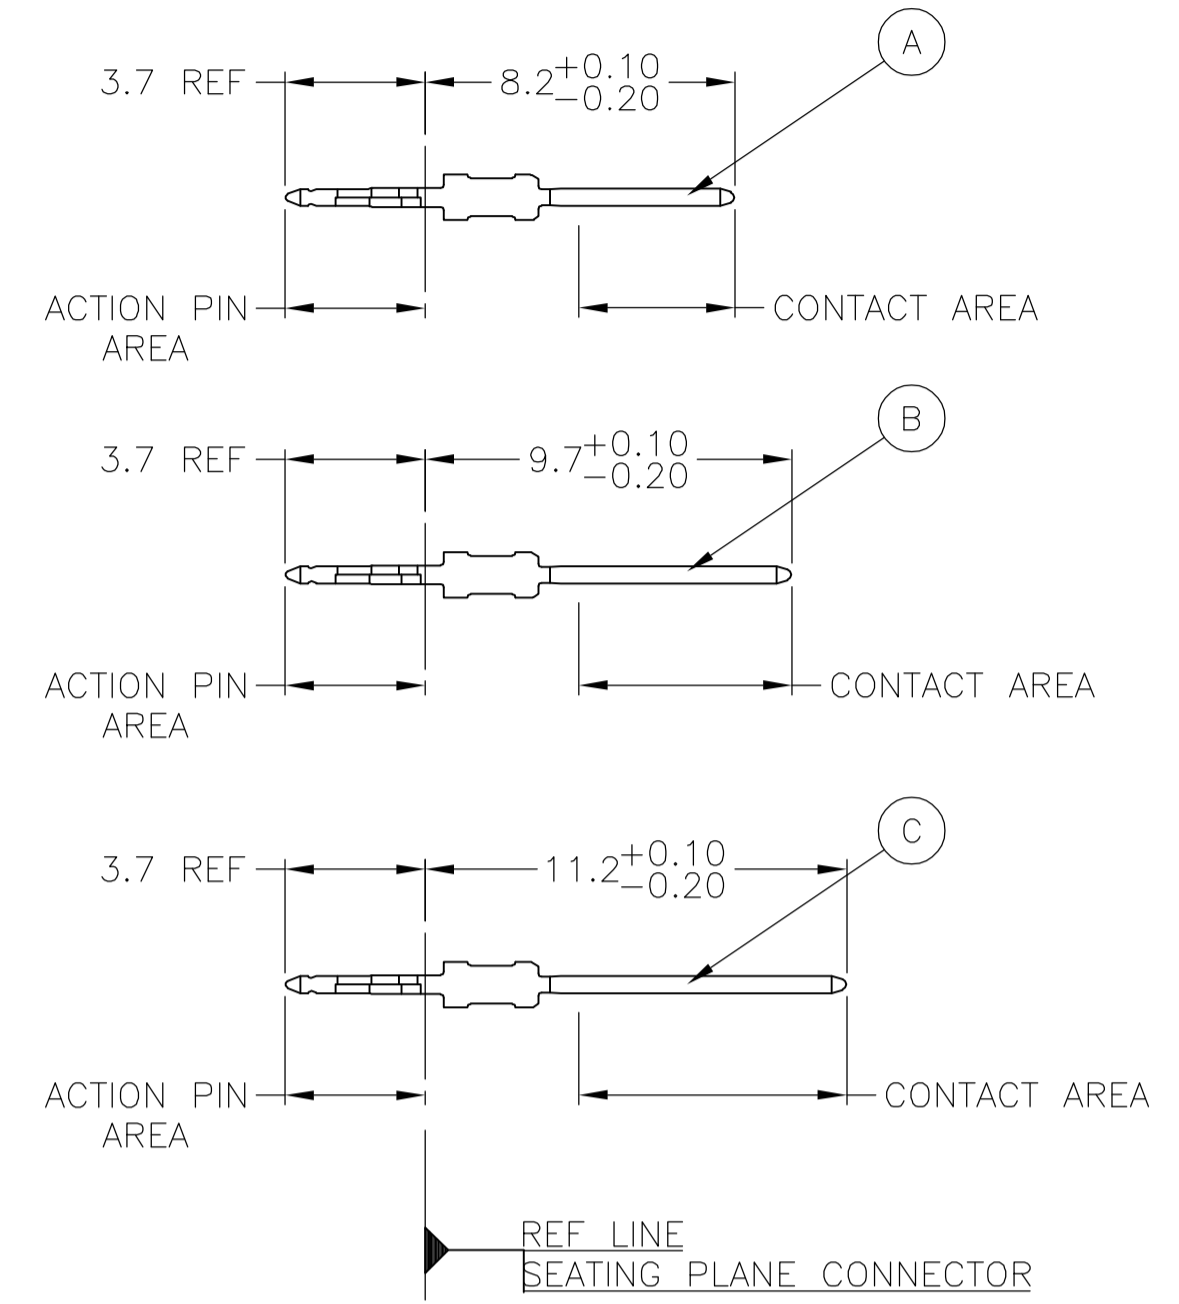 A
3.7 REF 8.2 +0.10
-0.20
ACTION PIN
AREA
CONTACT AREA
B
3.7 REF 9.7 +0.10
-0.20
ACTION PIN
AREA
CONTACT AREA
C
3.7 REF 11.2 +0.10
-0.20
ACTION PIN
AREA
CONTACT AREA
REF LINE
SEATING PLANE CONNECTOR